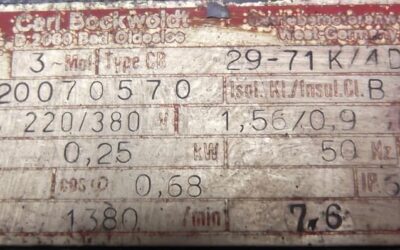 Carl Bockwoldt
D-2060 Bad Oldesloe West-Germany
3~Mot Type CB 29-71 K/4D
20070570 Isol. Kl./Insul. Cl. B
220/380 V 1,56/0,9
0,25 kW 50 Hz
cos φ 0,68 IP
1380 /min 7,6